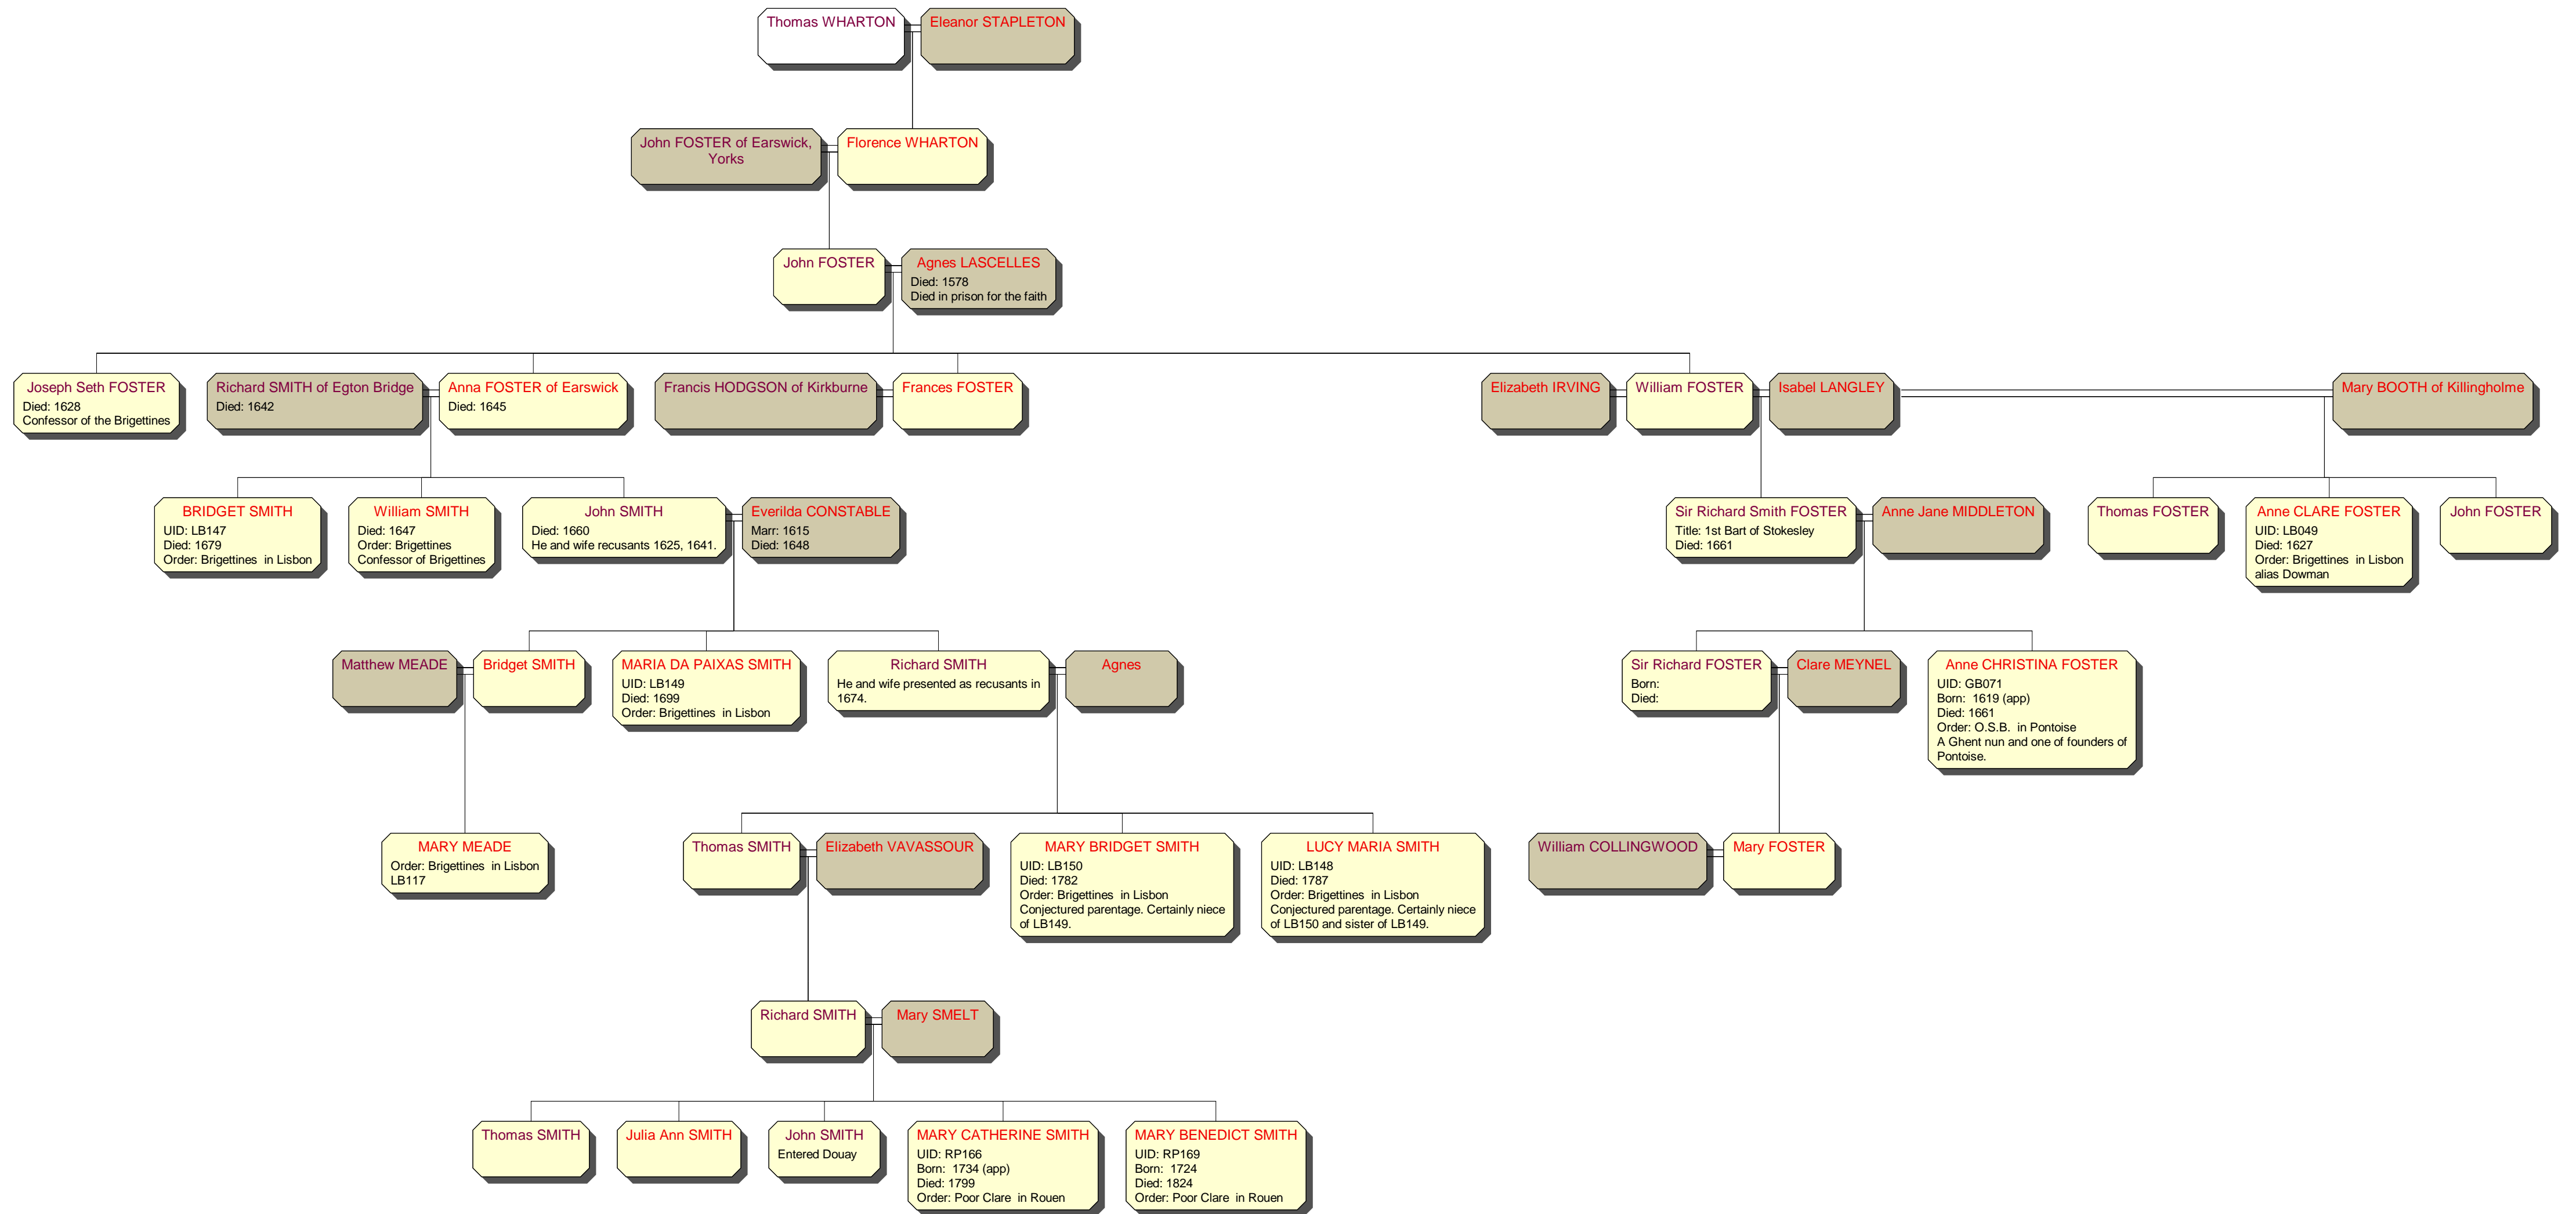 Thomas WHARTON
Eleanor STAPLETON
John FOSTER of Earswick,
Yorks
Florence WHARTON
John FOSTER
Agnes LASCELLES
Died: 1578
Died in prison for the faith
Joseph Seth FOSTER
Died: 1628
Confessor of the Brigettines
Richard SMITH of Egton Bridge
Died: 1642
Anna FOSTER of Earswick
Died: 1645
Francis HODGSON of Kirkburne
Frances FOSTER
Elizabeth IRVING
William FOSTER
Isabel LANGLEY
Mary BOOTH of Killingholme
BRIDGET SMITH
UID: LB147
Died: 1679
Order: Brigettines in Lisbon
William SMITH
Died: 1647
Order: Brigettines
Confessor of Brigettines
John SMITH
Died: 1660
He and wife recusants 1625, 1641.
Everilda CONSTABLE
Marr: 1615
Died: 1648
Sir Richard Smith FOSTER
Title: 1st Bart of Stokesley
Died: 1661
Anne Jane MIDDLETON
Thomas FOSTER
Anne CLARE FOSTER
UID: LB049
Died: 1627
Order: Brigettines in Lisbon
alias Dowman
John FOSTER
Matthew MEADE
Bridget SMITH
MARIA DA PAIXAS SMITH
UID: LB149
Died: 1699
Order: Brigettines in Lisbon
Richard SMITH
He and wife presented as recusants in
1674.
Agnes
Sir Richard FOSTER
Born:
Died:
Clare MEYNEL
Anne CHRISTINA FOSTER
UID: GB071
Born: 1619 (app)
Died: 1661
Order: O.S.B. in Pontoise
A Ghent nun and one of founders of
Pontoise.
MARY MEADE
Order: Brigettines in Lisbon
LB117
Thomas SMITH
Elizabeth VAVASSOUR
MARY BRIDGET SMITH
UID: LB150
Died: 1782
Order: Brigettines in Lisbon
Conjectured parentage. Certainly niece
of LB149.
LUCY MARIA SMITH
UID: LB148
Died: 1787
Order: Brigettines in Lisbon
Conjectured parentage. Certainly niece
of LB150 and sister of LB149.
William COLLINGWOOD
Mary FOSTER
Richard SMITH
Mary SMELT
Thomas SMITH
Julia Ann SMITH
John SMITH
Entered Douay
MARY CATHERINE SMITH
UID: RP166
Born: 1734 (app)
Died: 1799
Order: Poor Clare in Rouen
MARY BENEDICT SMITH
UID: RP169
Born: 1724
Died: 1824
Order: Poor Clare in Rouen